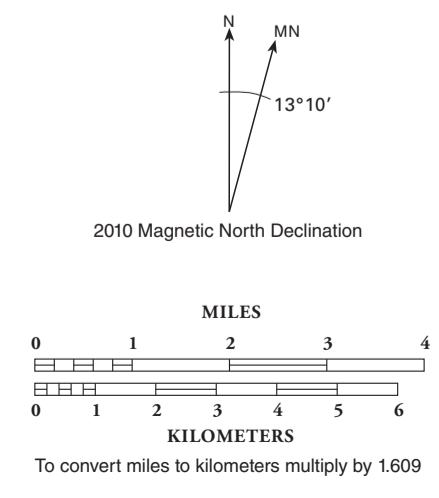 N
MN
13°10′
2010 Magnetic North Declination
MILES
0 1 2 3 4
0 1 2 3 4 5 6
KILOMETERS
To convert miles to kilometers multiply by 1.609